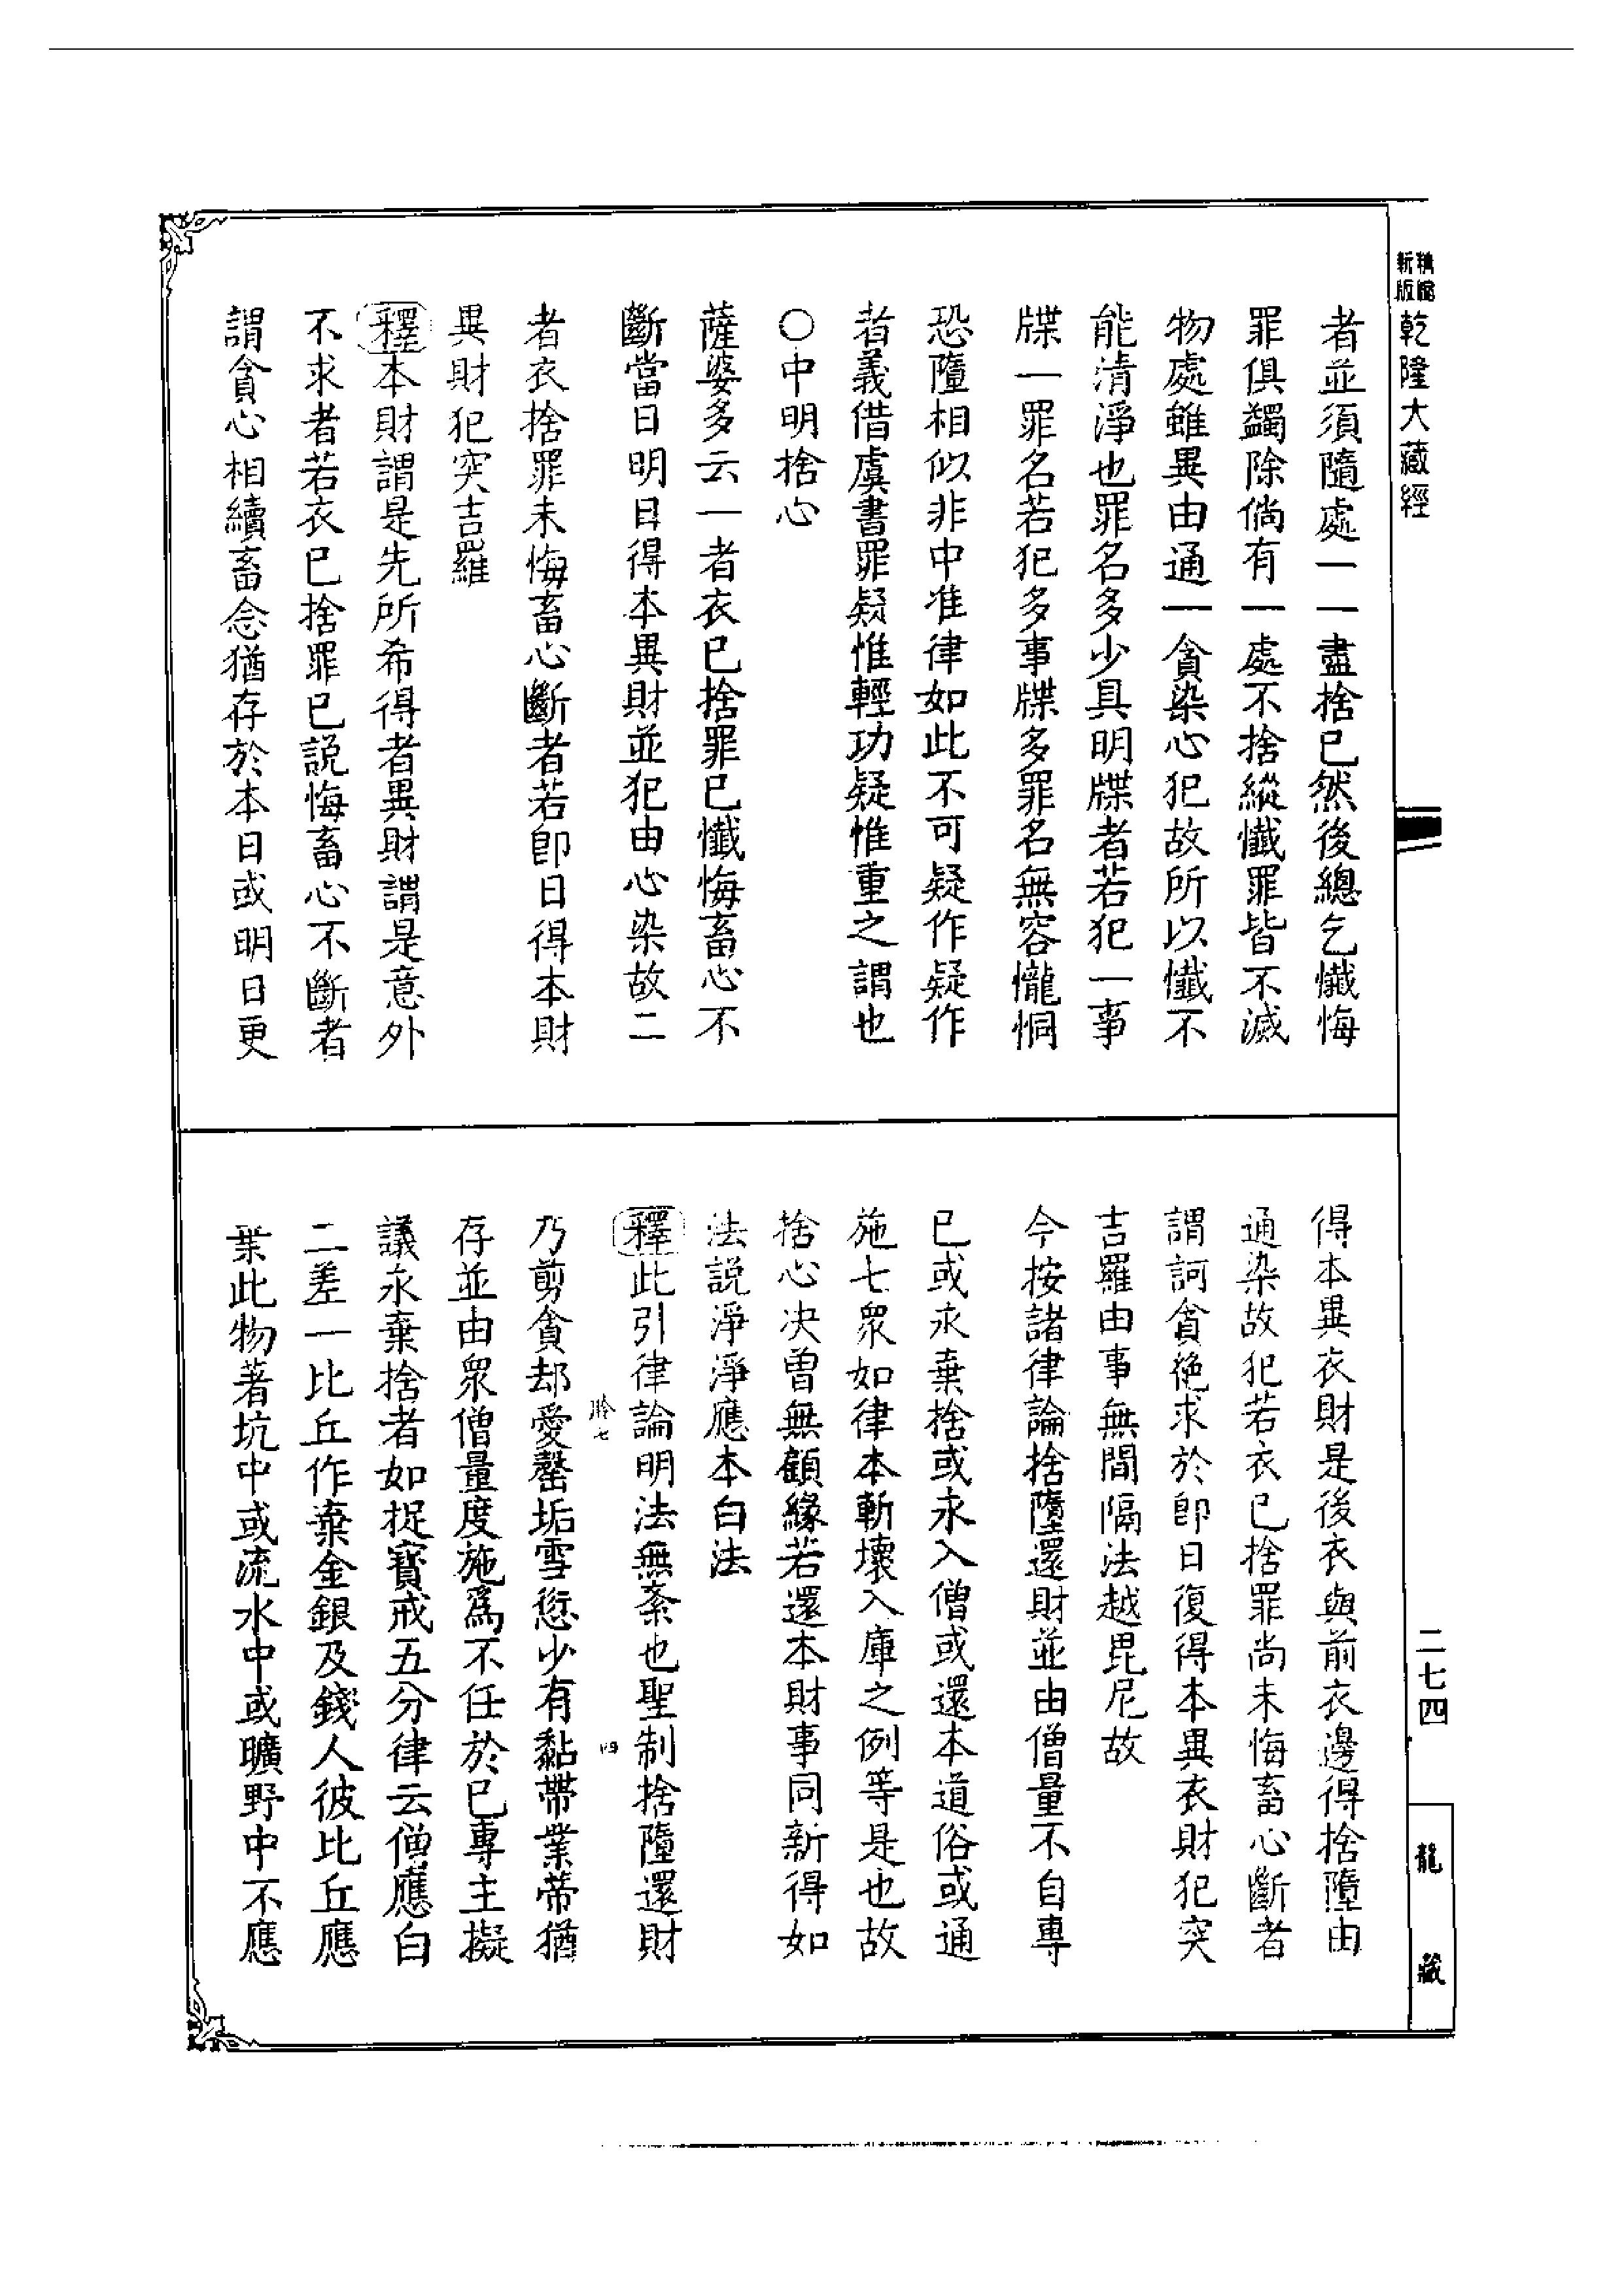 精縮
新版
乾隆大藏經
者並須隨處一一盡捨已然後總乞懺悔
罪俱蠲除倘有一處不捨縱懺罪皆不滅
物處雖異由通一貪染心犯故所以懺不
能清淨也罪名多少具明牒者若犯一事
牒一罪名若犯多事牒多罪名無容儱侗
恐墮相似非中准律如此不可疑作疑作
者義借虞書罪疑惟輕功疑惟重之謂也
○中明捨心
薩婆多云一者衣已捨罪已懺悔畜心不
斷當日明日得本異財並犯由心染故二
者衣捨罪未悔畜心斷者若即日得本財
異財犯突吉羅
釋本財謂是先所希得者異財謂是意外
不求者若衣已捨罪已説悔畜心不斷者
謂貪心相續畜念猶存於本日或明日更
得本異衣財是後衣與前衣邊得捨墮由
通染故犯若衣已捨罪尚未悔畜心斷者
謂訶貪絶求於即日復得本異衣財犯突
吉羅由事無間隔法越毘尼故
今按諸律論捨墮還財並由僧量不自專
已或永棄捨或永入僧或還本道俗或通
施七眾如律本斬壞入庫之例等是也故
捨心決曾無顧緣若還本財事同新得如
法説淨淨應本白法
釋此引律論明法無紊也聖制捨墮還財
乃剪貪却愛罄垢雪愆少有黏帶業蒂猶
存並由眾僧量度施爲不任於已專主擬
議永棄捨者如捉寳戒五分律云僧應白
二差一比丘作棄金銀及錢人彼比丘應
棄此物著坑中或流水中或曠野中不應
二七四
龍藏